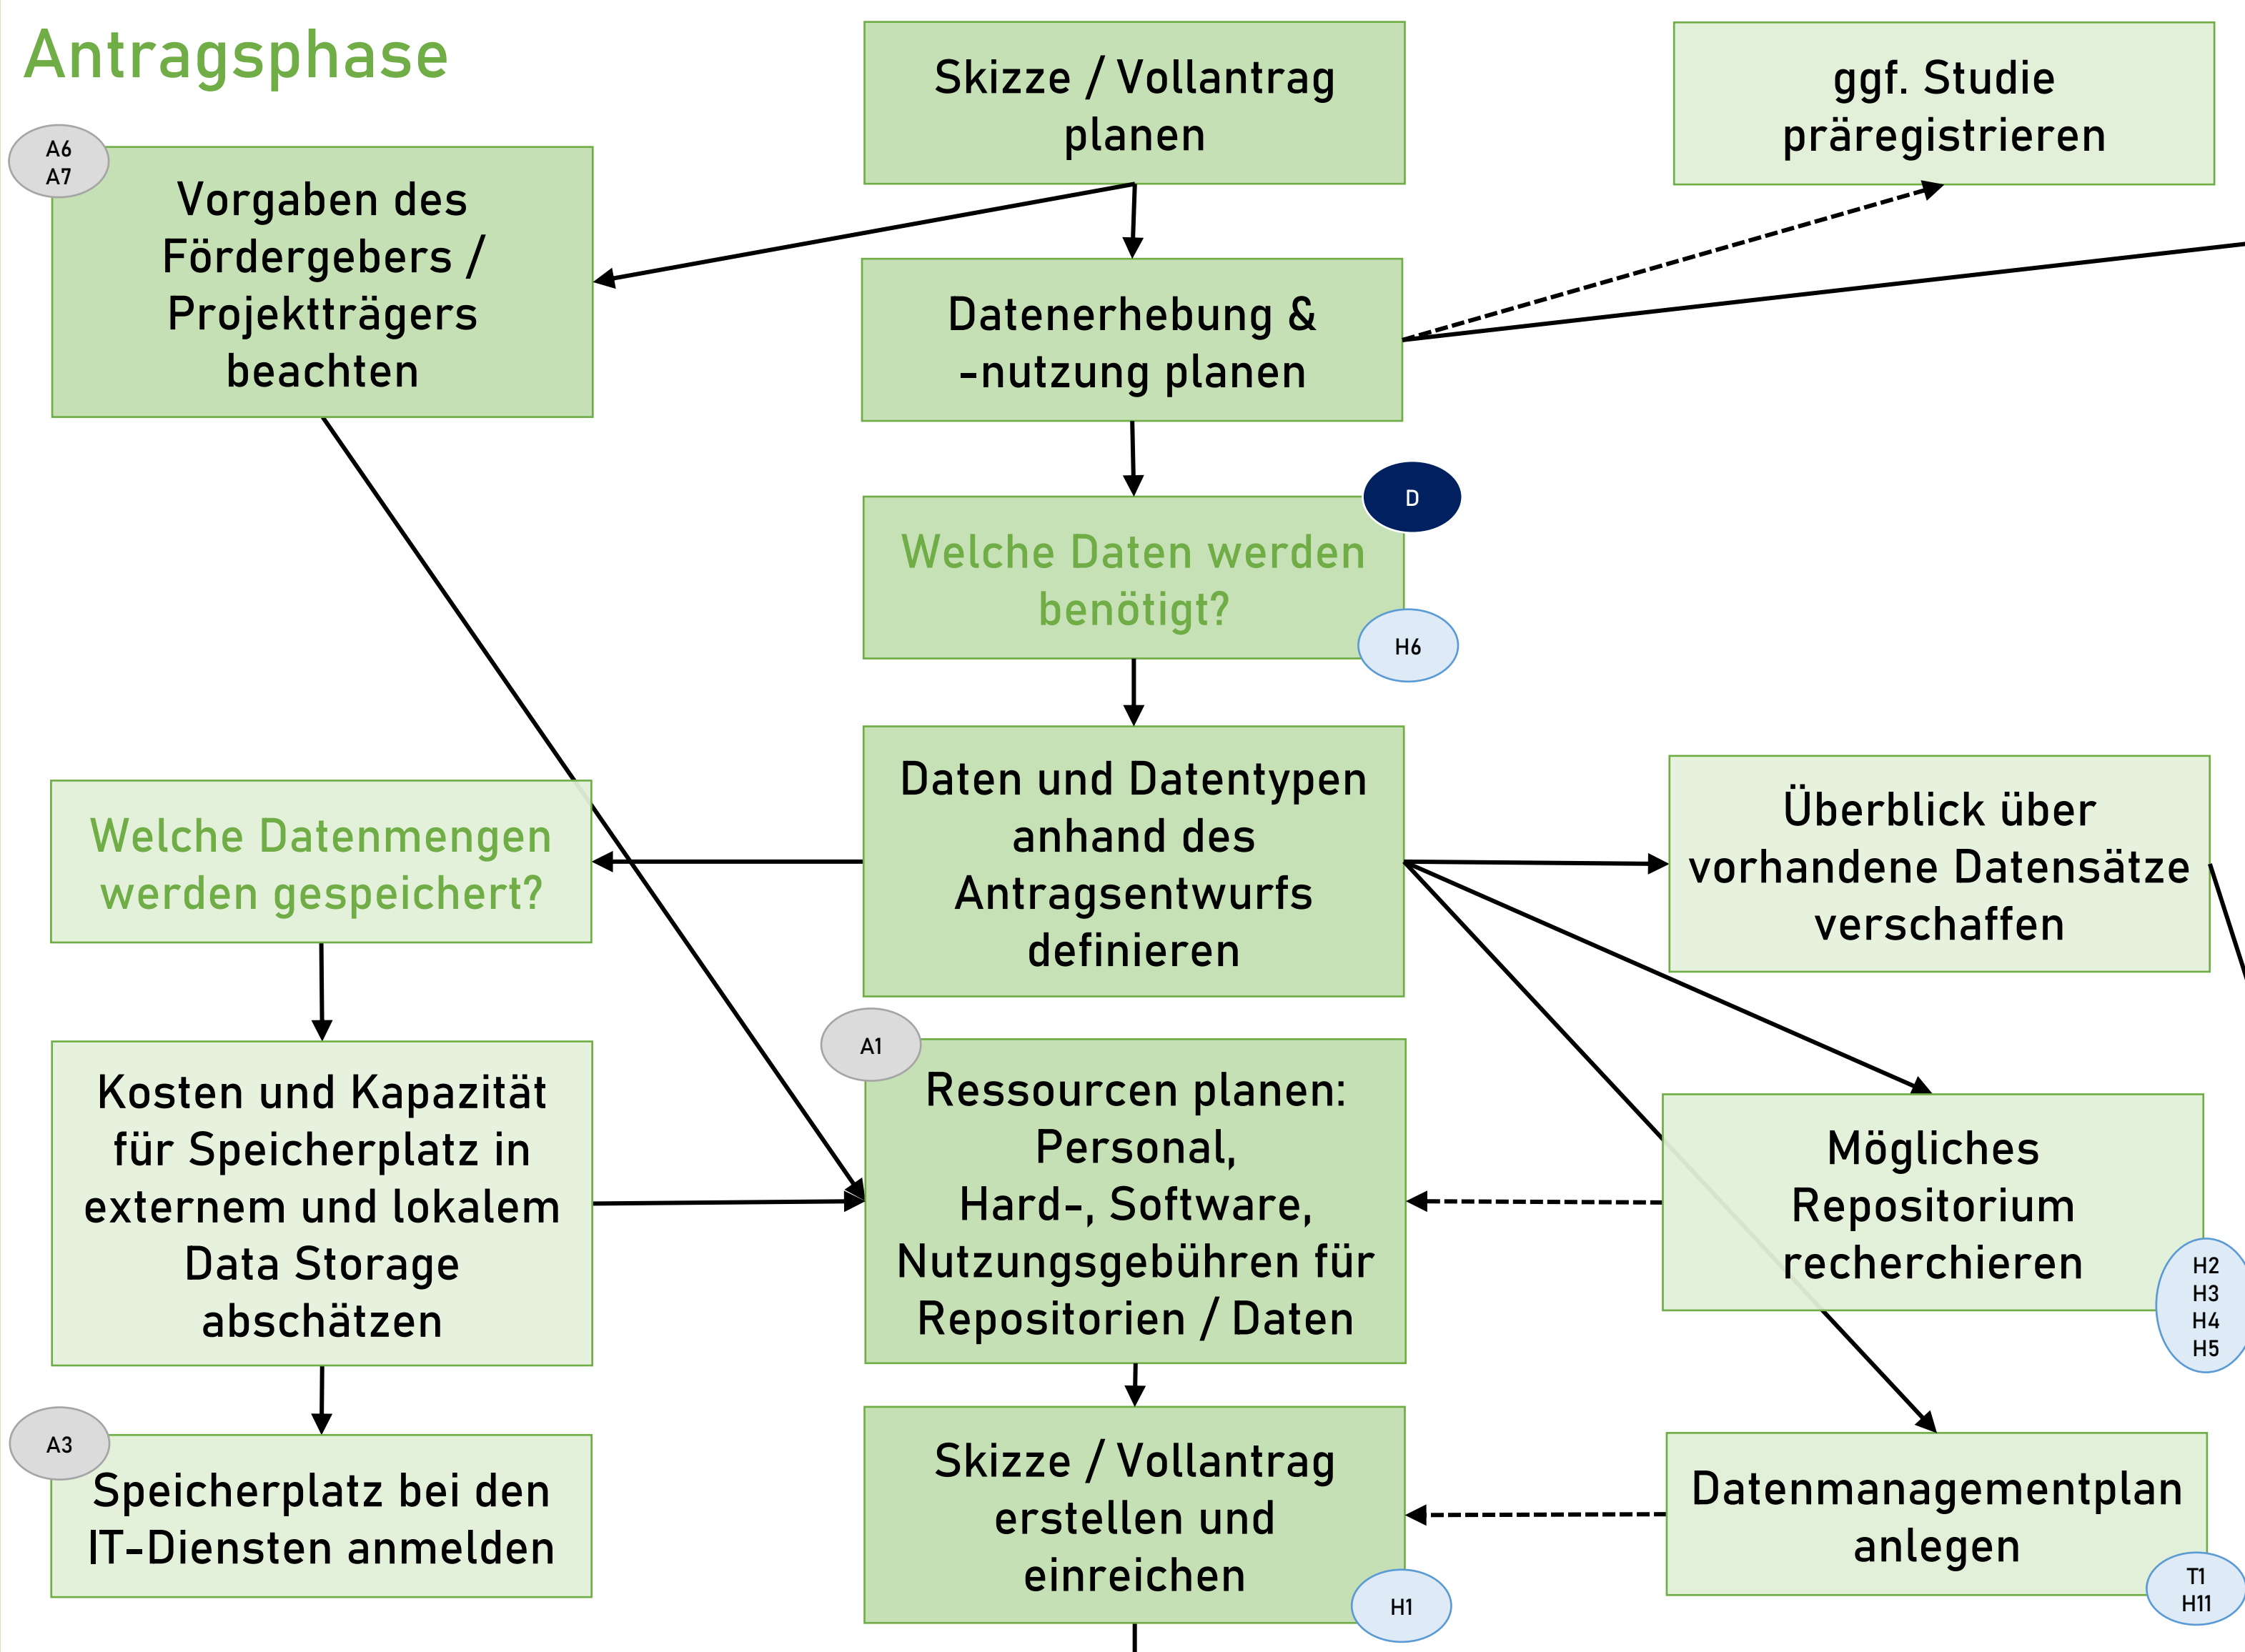 Antragsphase
Skizze / Vollantrag
planen
ggf. Studie
präregistrieren
A6
A7
Vorgaben des
Fördergebers /
Projektträgers
beachten
Datenerhebung &
-nutzung planen
D
Welche Daten werden
benötigt?
H6
Welche Datenmengen
werden gespeichert?
Daten und Datentypen
anhand des
Antragsentwurfs
definieren
Überblick über
vorhandene Datensätze
verschaffen
Kosten und Kapazität
für Speicherplatz in
externem und lokalem
Data Storage
abschätzen
A1
Ressourcen planen:
Personal,
Hard-, Software,
Nutzungsgebühren für
Repositorien / Daten
Mögliches
Repositorium
recherchieren
H2
H3
H4
H5
A3
Speicherplatz bei den
IT-Diensten anmelden
Skizze / Vollantrag
erstellen und
einreichen
H1
Datenmanagementplan
anlegen
T1
H11